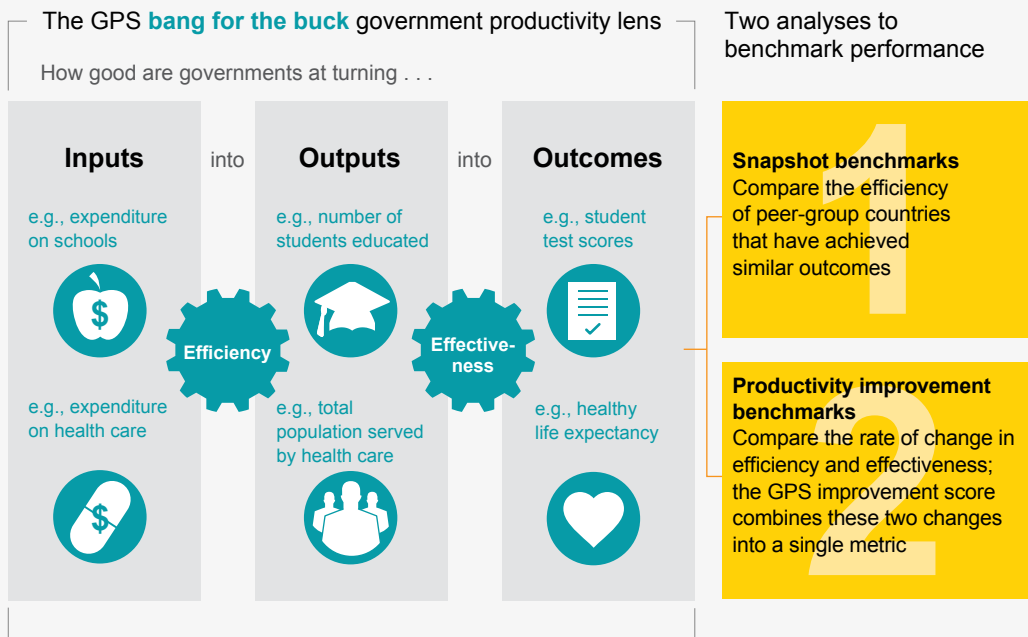 The GPS bang for the buck government productivity lens
How good are governments at turning . . .
Inputs
into
Outputs
into
Outcomes
e.g., expenditure
on schools
e.g., number of
students educated
e.g., student
test scores
$
Efficiency
Effective-
ness
e.g., expenditure
on health care
e.g., total
population served
by health care
e.g., healthy
life expectancy
$
Two analyses to
benchmark performance
1
Snapshot benchmarks
Compare the efficiency
of peer-group countries
that have achieved
similar outcomes
2
Productivity improvement
benchmarks
Compare the rate of change in
efficiency and effectiveness;
the GPS improvement score
combines these two changes
into a single metric